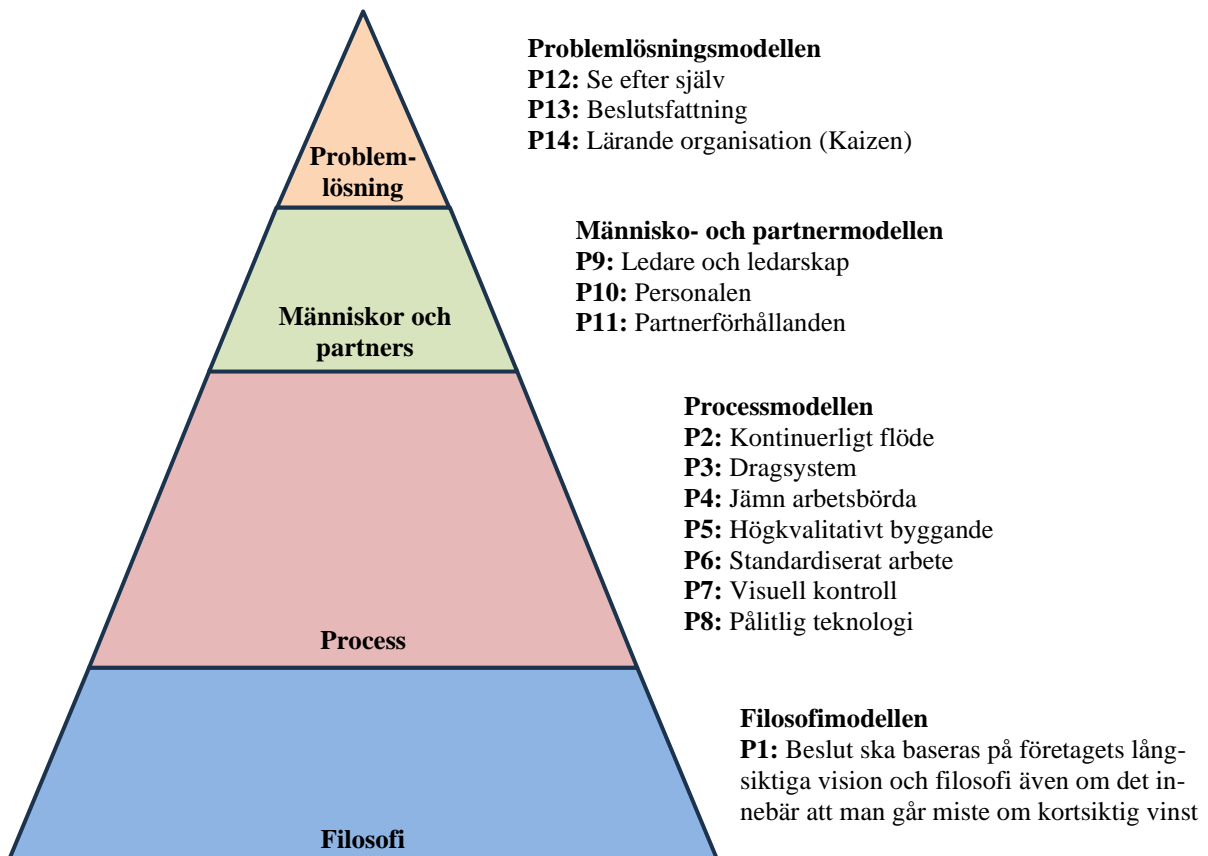 Problemlösningsmodellen
P12: Se efter själv
P13: Beslutsfattning
P14: Lärande organisation (Kaizen)
Problem-
lösning
Människo- och partnermodellen
P9: Ledare och ledarskap
P10: Personalen
P11: Partnerförhållanden
Människor och
partners
Processmodellen
P2: Kontinuerligt flöde
P3: Dragsystem
P4: Jämn arbetsbörda
P5: Högkvalitativt byggande
P6: Standardiserat arbete
P7: Visuell kontroll
P8: Pålitlig teknologi
Process
Filosofimodellen
P1: Beslut ska baseras på företagets lång-
siktiga vision och filosofi även om det in-
nebär att man går miste om kortsiktig vinst
Filosofi